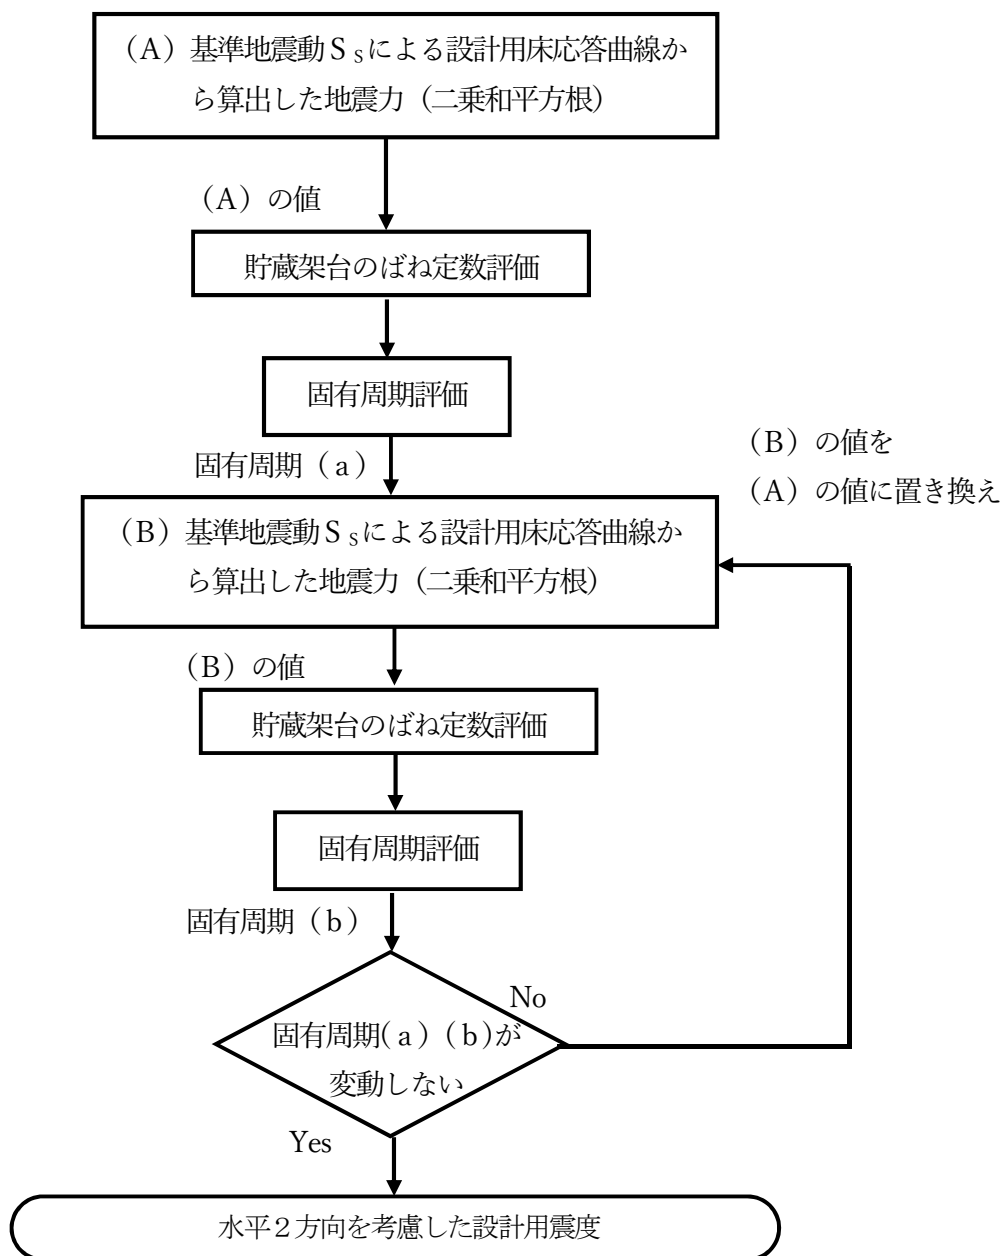 （A）基準地震動Ｓsによる設計用床応答曲線か
ら算出した地震力（二乗和平方根）
（A）の値
貯蔵架台のばね定数評価
固有周期評価
固有周期（a）
（B）の値を
（A）の値に置き換え
（B）基準地震動Ｓsによる設計用床応答曲線か
ら算出した地震力（二乗和平方根）
（B）の値
貯蔵架台のばね定数評価
固有周期評価
固有周期（b）
No
固有周期(a)（b)が
変動しない
Yes
水平２方向を考慮した設計用震度